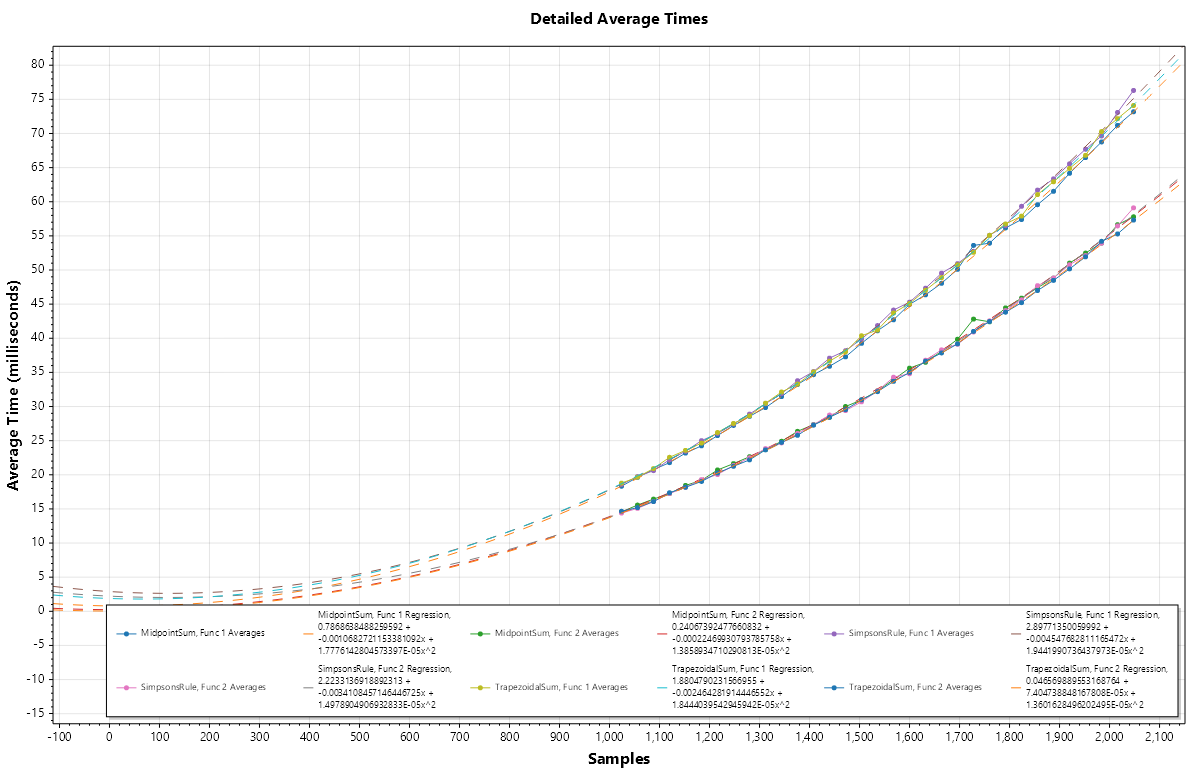 Detailed Average Times
80
75
70
65
60
55
50
45
40
35
30
25
20
15
10
5
0
-5
-10
-15
Average Time (milliseconds)
MidpointSum, Func 1 Averages
MidpointSum, Func 1 Regression,
0.786863848825959​2 +
-0.0010682721153381092x +
1.7776142804573397E-05x^2
MidpointSum, Func 2 Averages
MidpointSum, Func 2 Regression,
0.24067392477660832 +
-0.00022469930793785758x +
1.3858934710290813E-05x^2
SimpsonsRule, Func 1 Averages
SimpsonsRule, Func 1 Regression,
2.89771350059992 +
-0.004547682811165472x +
1.9441990736437973E-05x^2
SimpsonsRule, Func 2 Averages
SimpsonsRule, Func 2 Regression,
2.2233136918892313 +
-0.0034108457146446725x +
1.4978904906932833E-05x^2
TrapezoidalSum, Func 1 Averages
TrapezoidalSum, Func 1 Regression,
1.8804790231566955 +
-0.002464281914446552x +
1.8444039542945942E-05x^2
TrapezoidalSum, Func 2 Averages
TrapezoidalSum, Func 2 Regression,
0.046569889553168764 +
7.404738848167808E-05x +
1.3601628496202495E-05x^2
-100 0 100 200 300 400 500 600 700 800 900 1,000 1,100 1,200 1,300 1,400 1,500 1,600 1,700 1,800 1,900 2,000 2,100
Samples